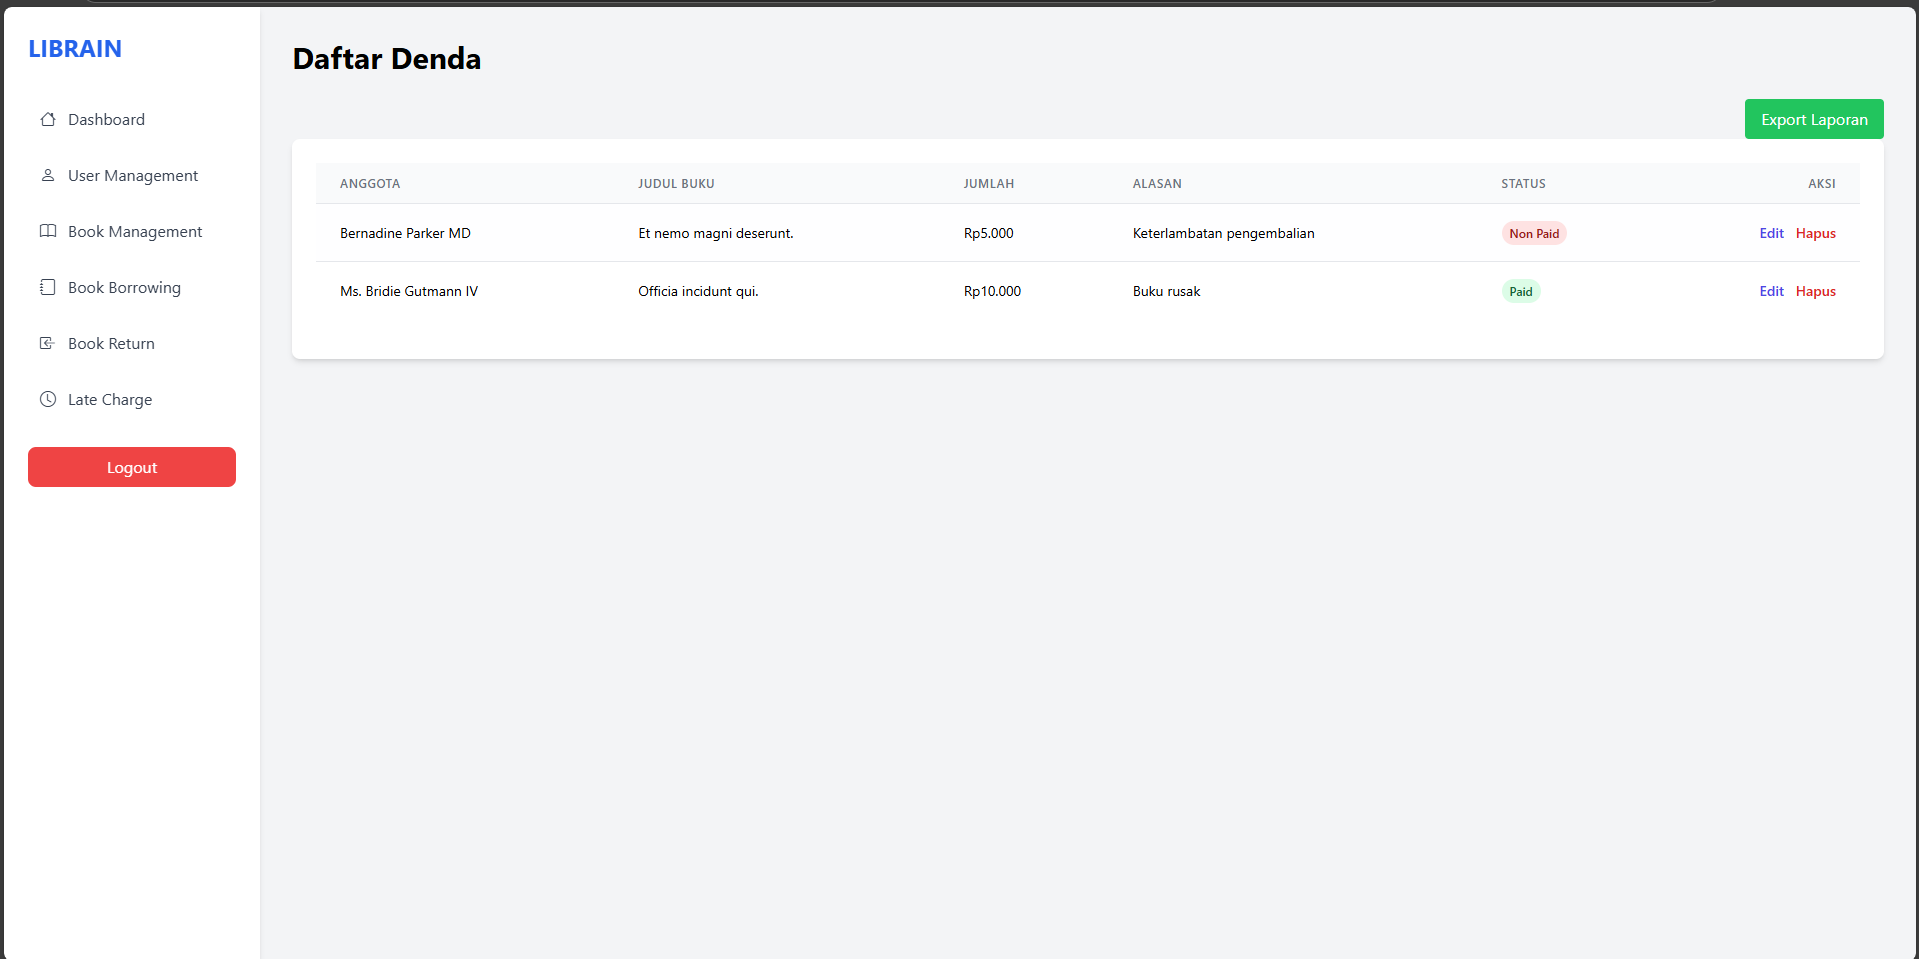 LIBRAIN
Dashboard
User Management
Book Management
Book Borrowing
Book Return
Late Charge
Logout
Daftar Denda
Export Laporan
ANGGOTA JUDUL BUKU JUMLAH ALASAN STATUS AKSI
Bernadine Parker MD Et nemo magni deserunt. Rp5.000 Keterlambatan pengembalian Non Paid Edit Hapus
Ms. Bridie Gutmann IV Officia incidunt qui. Rp10.000 Buku rusak Paid Edit Hapus